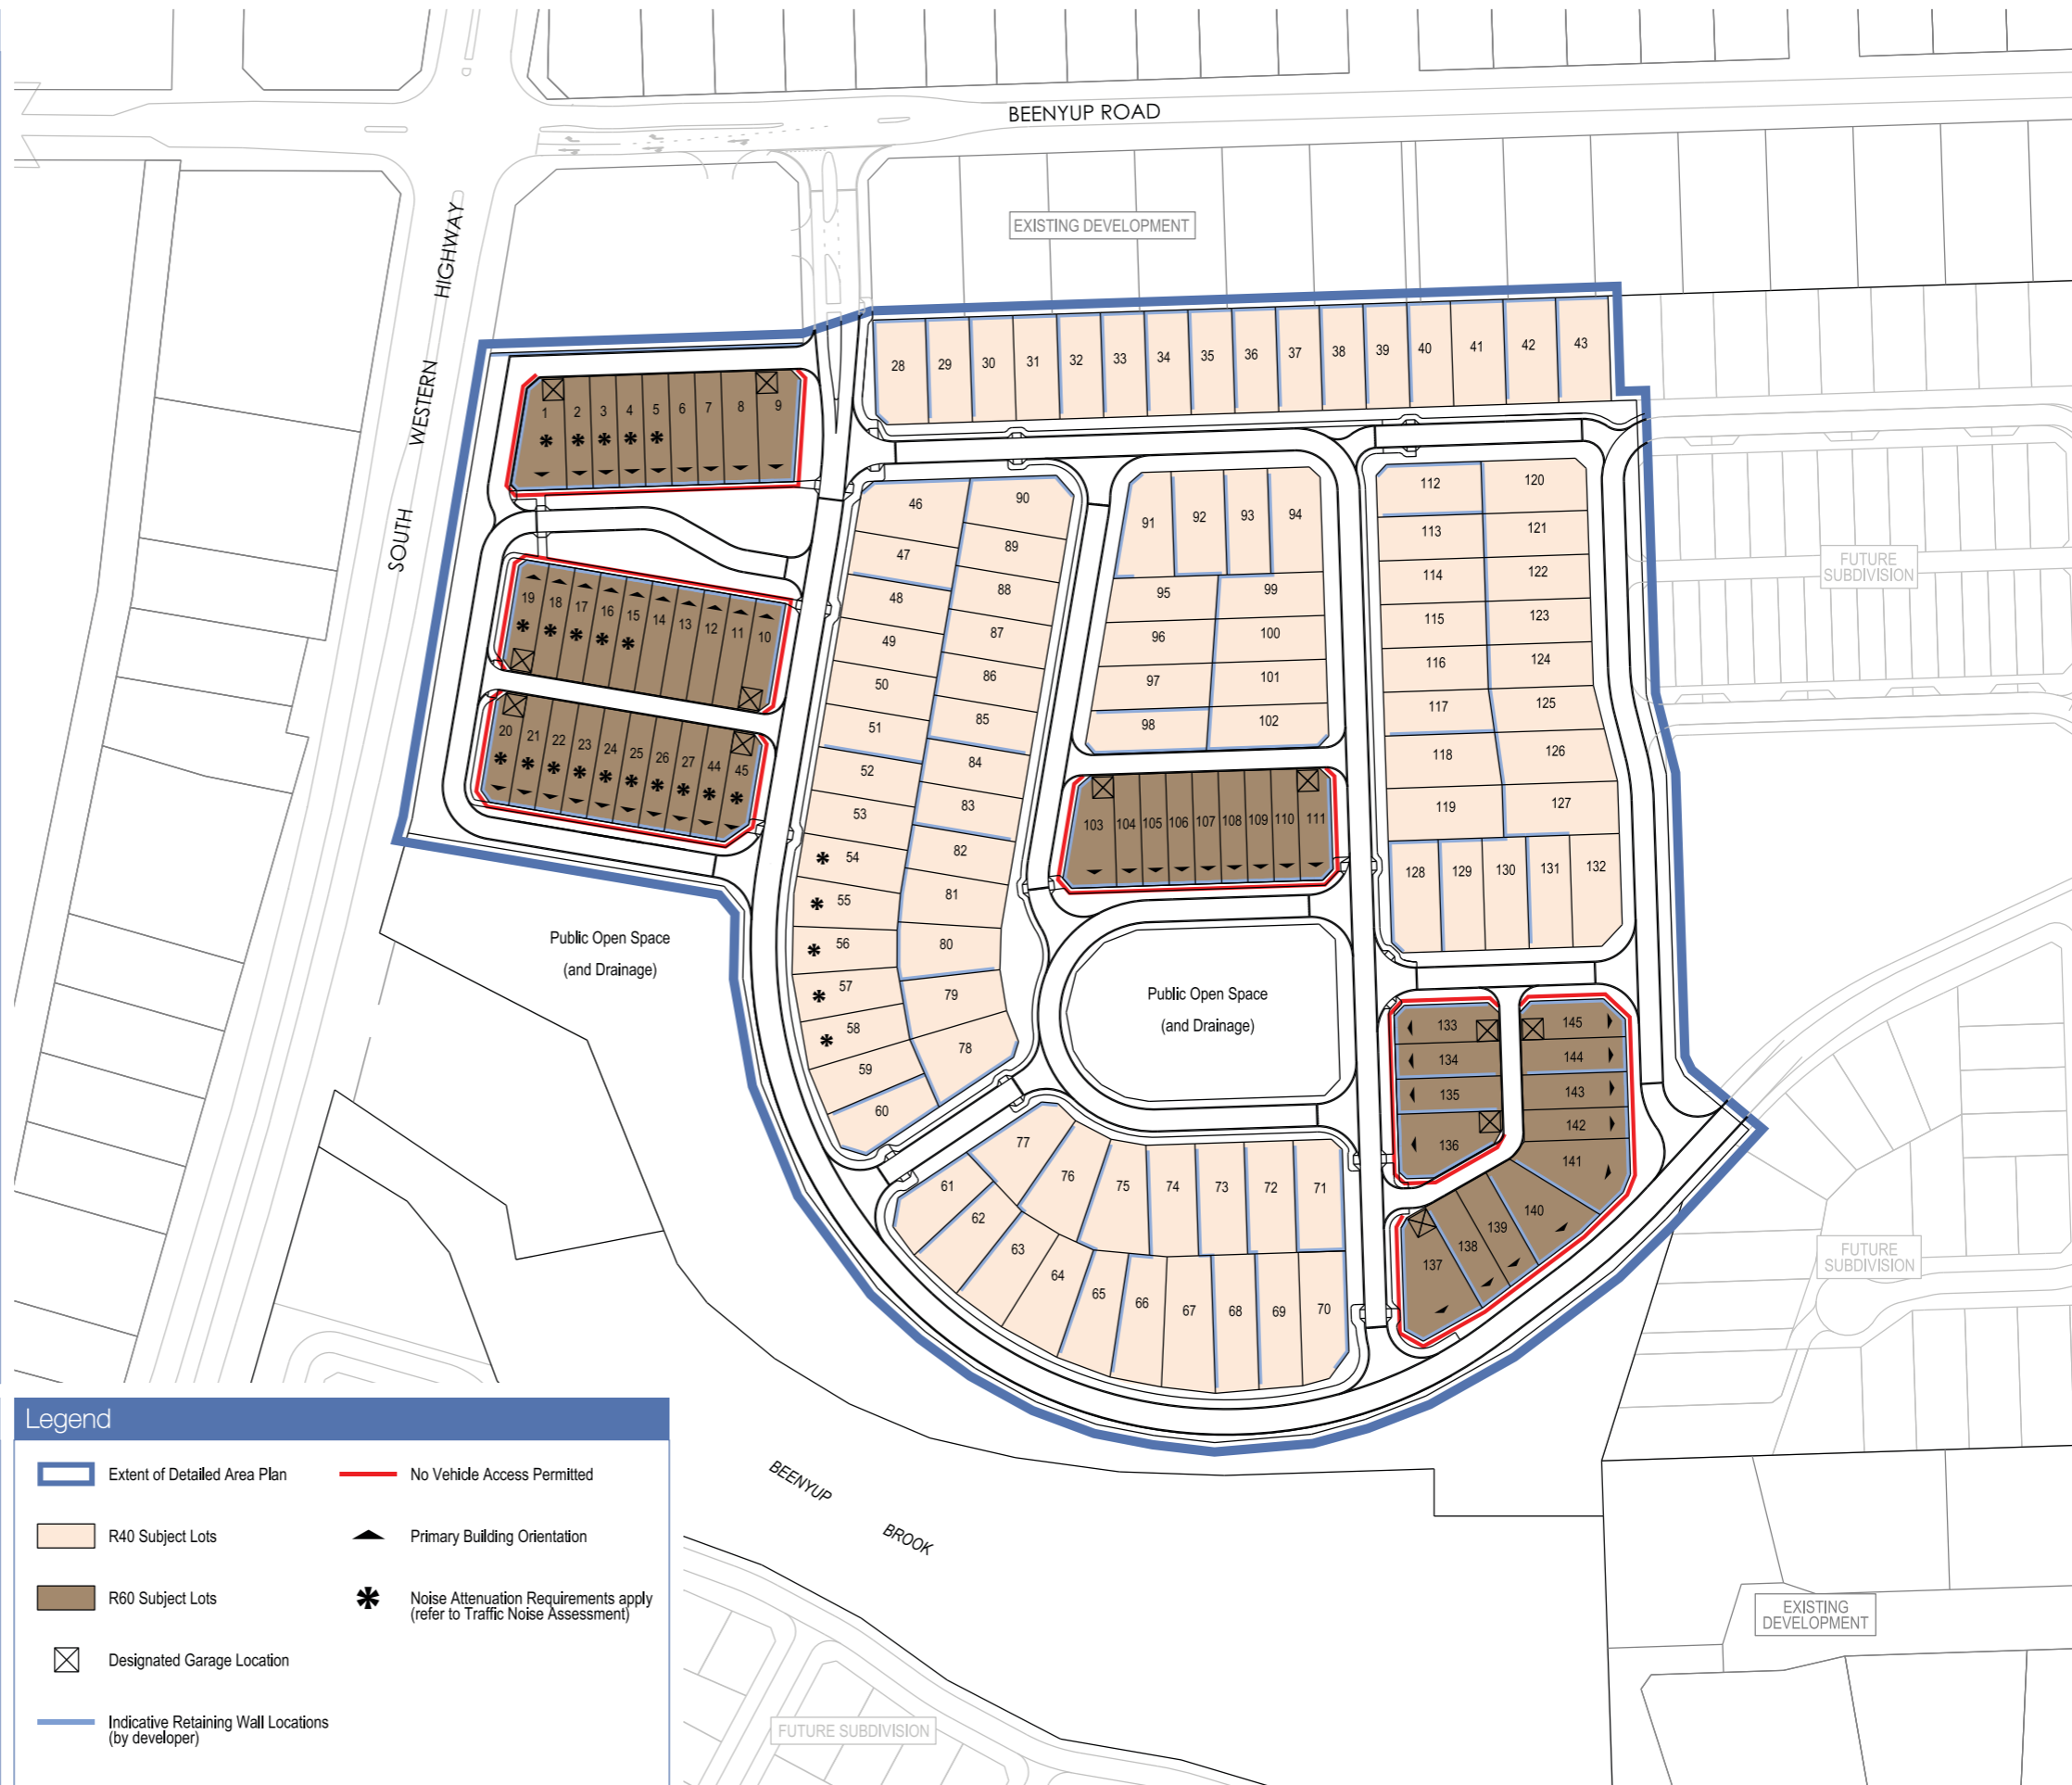 BEENYUP ROAD
EXISTING DEVELOPMENT
SOUTH WESTERN HIGHWAY
28 29 30 31 32 33 34 35 36 37 38 39 40 41 42 43
1 2 3 4 5 6 7 8 9
* * * * *
19 18 17 16 15 14 13 12 11 10
* * * * *
20 21 22 23 24 25 26 27 44 45
* * * * * * * * * *
46 90
47 89
48 88
49 87
50 86
51 85
52 84
53 83
* 54 82
* 55 81
* 56 80
* 57 79
* 58 78
59
60
91 92 93 94
95 99
96 100
97 101
98 102
103 104 105 106 107 108 109 110 111
112 120
113 121
114 122
115 123
116 124
117 125
118 126
119 127
128 129 130 131 132
FUTURE
SUBDIVISION
Public Open Space
(and Drainage)
Public Open Space
(and Drainage)
133 145
134 144
135 143
136 142
141
140
139
138
137
77 76 75 74 73 72 71
61 62 63 64 65 66 67 68 69 70
FUTURE
SUBDIVISION
BEENYUP
BROOK
EXISTING
DEVELOPMENT
FUTURE SUBDIVISION
Legend
Extent of Detailed Area Plan
R40 Subject Lots
R60 Subject Lots
Designated Garage Location
Indicative Retaining Wall Locations
(by developer)
No Vehicle Access Permitted
Primary Building Orientation
* Noise Attenuation Requirements apply
(refer to Traffic Noise Assessment)